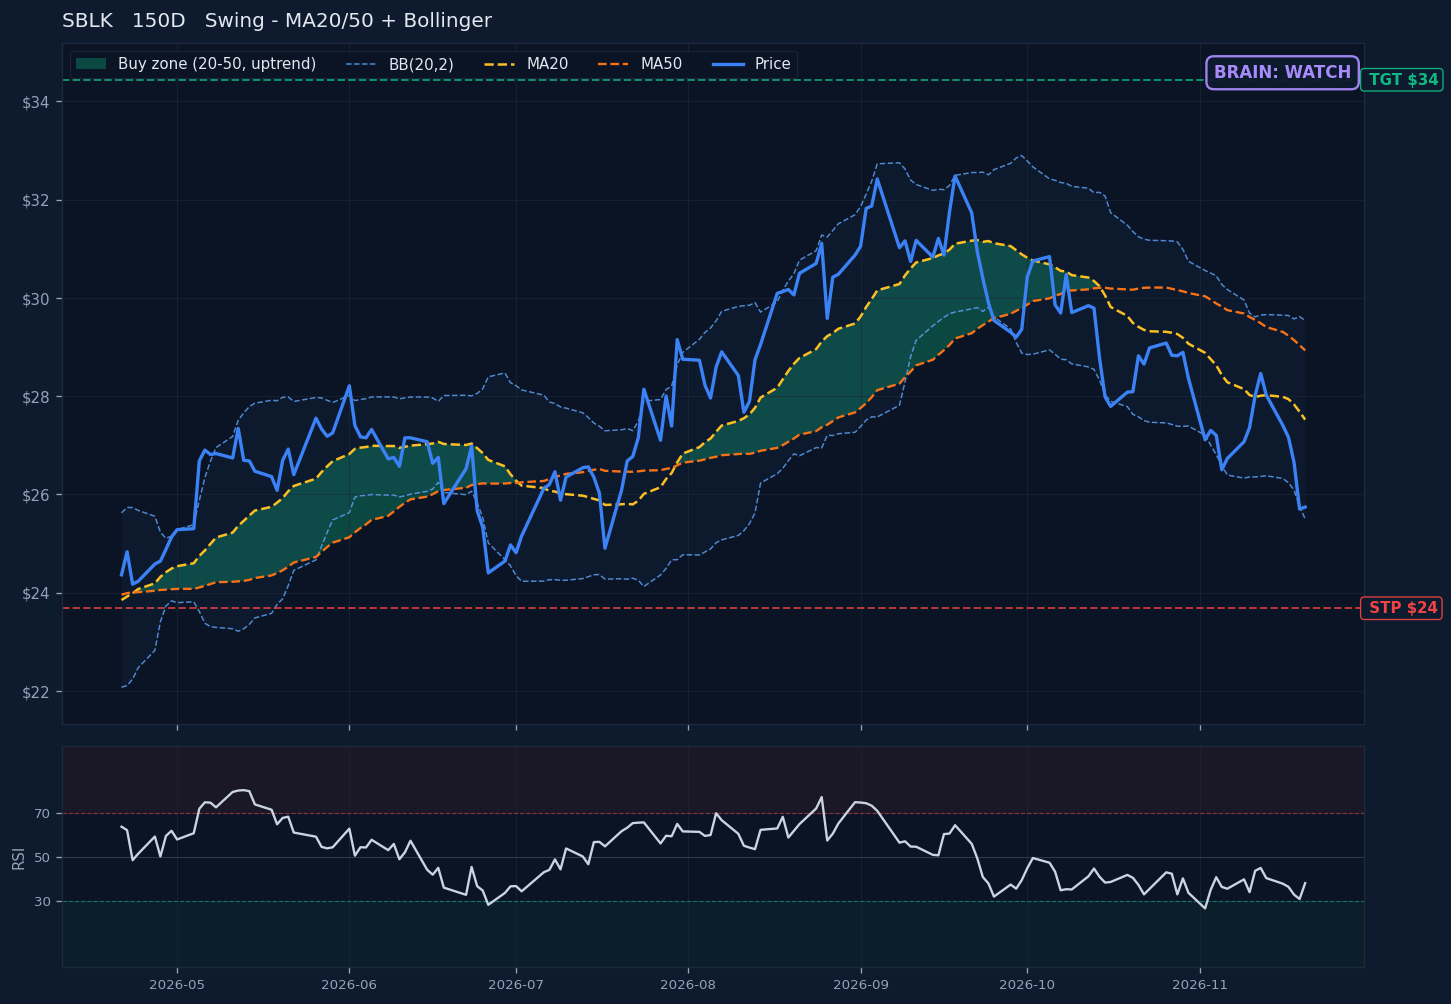 SBLK   150D   Swing - MA20/50 + Bollinger
Buy zone (20-50, uptrend)   BB(20,2)   MA20   MA50   Price
BRAIN: WATCH
TGT $34
$34
$32
$30
$28
$26
$24
STP $24
$22
70
50
30
RSI
2026-05   2026-06   2026-07   2026-08   2026-09   2026-10   2026-11